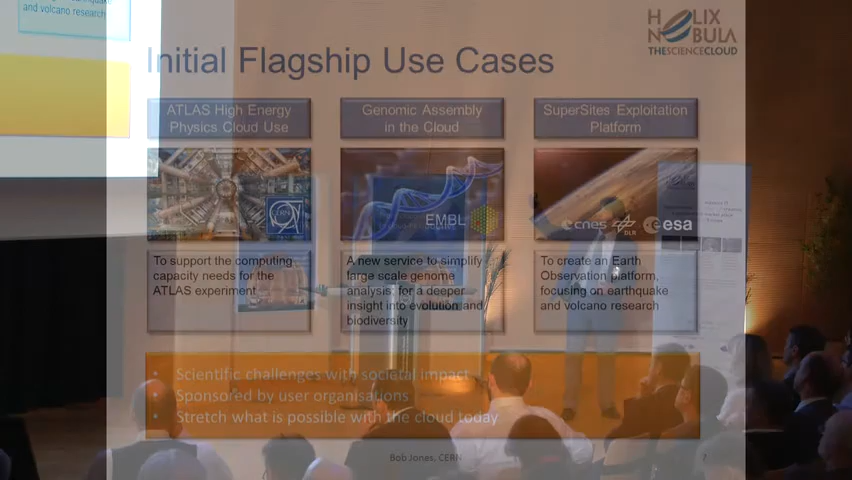 and volcano research
HELIX
NEBULA
THESCIENCECLOUD
Initial Flagship Use Cases
ATLAS High Energy
Physics Cloud Use
Genomic Assembly
in the Cloud
SuperSites Exploitation
Platform
CERN
EMBL
cnes
DLR
esa
To support the computing
capacity needs for the
ATLAS experiment
A new service to simplify
large scale genome
analysis; for a deeper
insight into evolution and
biodiversity
To create an Earth
Observation platform,
focusing on earthquake
and volcano research
• Scientific challenges with societal impact
• Sponsored by user organisations
• Stretch what is possible with the cloud today
Bob Jones, CERN
7